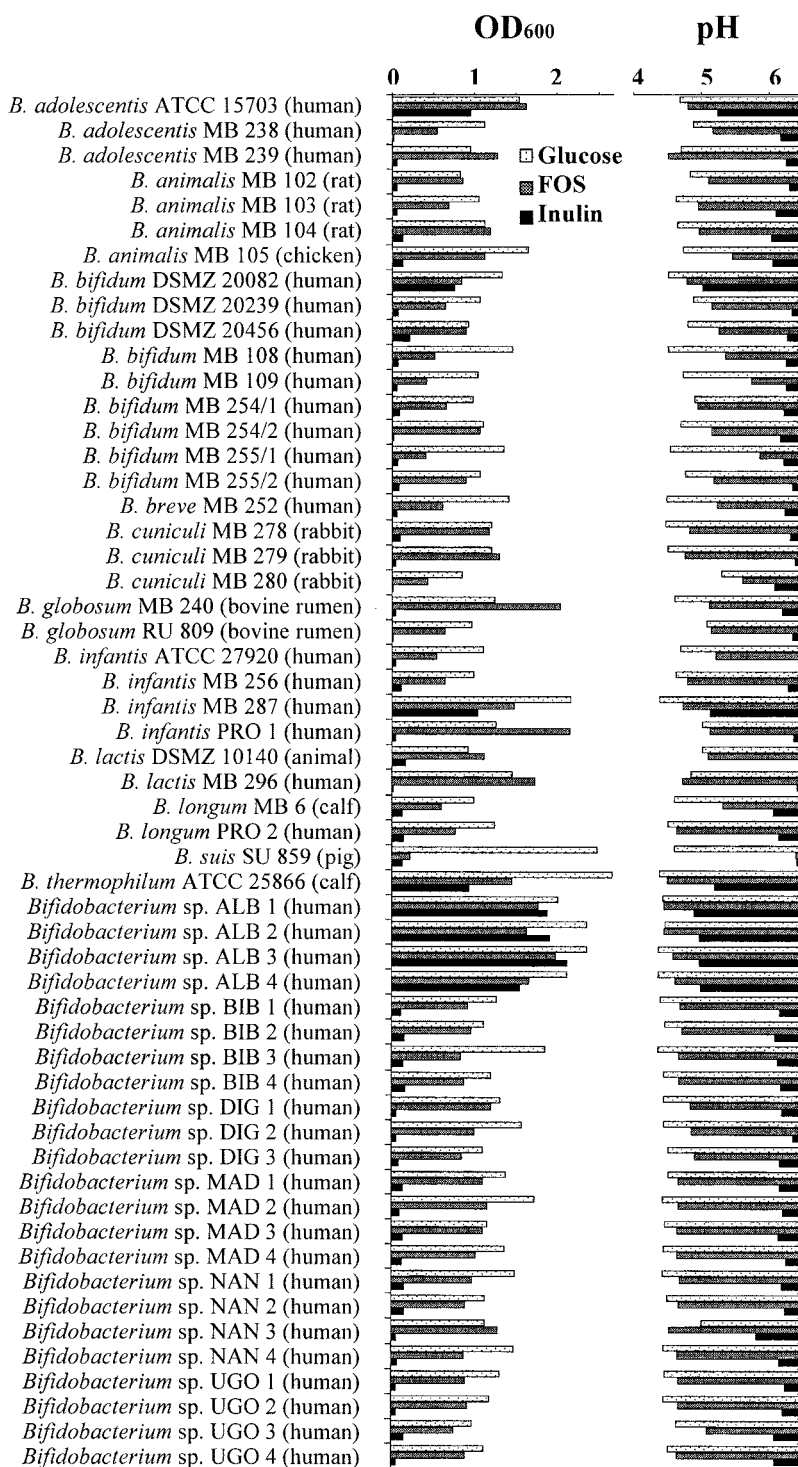 OD600 pH
0 1 2 4 5 6
Glucose
FOS
Inulin
B. adolescentis ATCC 15703 (human)
B. adolescentis MB 238 (human)
B. adolescentis MB 239 (human)
B. animalis MB 102 (rat)
B. animalis MB 103 (rat)
B. animalis MB 104 (rat)
B. animalis MB 105 (chicken)
B. bifidum DSMZ 20082 (human)
B. bifidum DSMZ 20239 (human)
B. bifidum DSMZ 20456 (human)
B. bifidum MB 108 (human)
B. bifidum MB 109 (human)
B. bifidum MB 254/1 (human)
B. bifidum MB 254/2 (human)
B. bifidum MB 255/1 (human)
B. bifidum MB 255/2 (human)
B. breve MB 252 (human)
B. cuniculi MB 278 (rabbit)
B. cuniculi MB 279 (rabbit)
B. cuniculi MB 280 (rabbit)
B. globosum MB 240 (bovine rumen)
B. globosum RU 809 (bovine rumen)
B. infantis ATCC 27920 (human)
B. infantis MB 256 (human)
B. infantis MB 287 (human)
B. infantis PRO 1 (human)
B. lactis DSMZ 10140 (animal)
B. lactis MB 296 (human)
B. longum MB 6 (calf)
B. longum PRO 2 (human)
B. suis SU 859 (pig)
B. thermophilum ATCC 25866 (calf)
Bifidobacterium sp. ALB 1 (human)
Bifidobacterium sp. ALB 2 (human)
Bifidobacterium sp. ALB 3 (human)
Bifidobacterium sp. ALB 4 (human)
Bifidobacterium sp. BIB 1 (human)
Bifidobacterium sp. BIB 2 (human)
Bifidobacterium sp. BIB 3 (human)
Bifidobacterium sp. BIB 4 (human)
Bifidobacterium sp. DIG 1 (human)
Bifidobacterium sp. DIG 2 (human)
Bifidobacterium sp. DIG 3 (human)
Bifidobacterium sp. MAD 1 (human)
Bifidobacterium sp. MAD 2 (human)
Bifidobacterium sp. MAD 3 (human)
Bifidobacterium sp. MAD 4 (human)
Bifidobacterium sp. NAN 1 (human)
Bifidobacterium sp. NAN 2 (human)
Bifidobacterium sp. NAN 3 (human)
Bifidobacterium sp. NAN 4 (human)
Bifidobacterium sp. UGO 1 (human)
Bifidobacterium sp. UGO 2 (human)
Bifidobacterium sp. UGO 3 (human)
Bifidobacterium sp. UGO 4 (human)